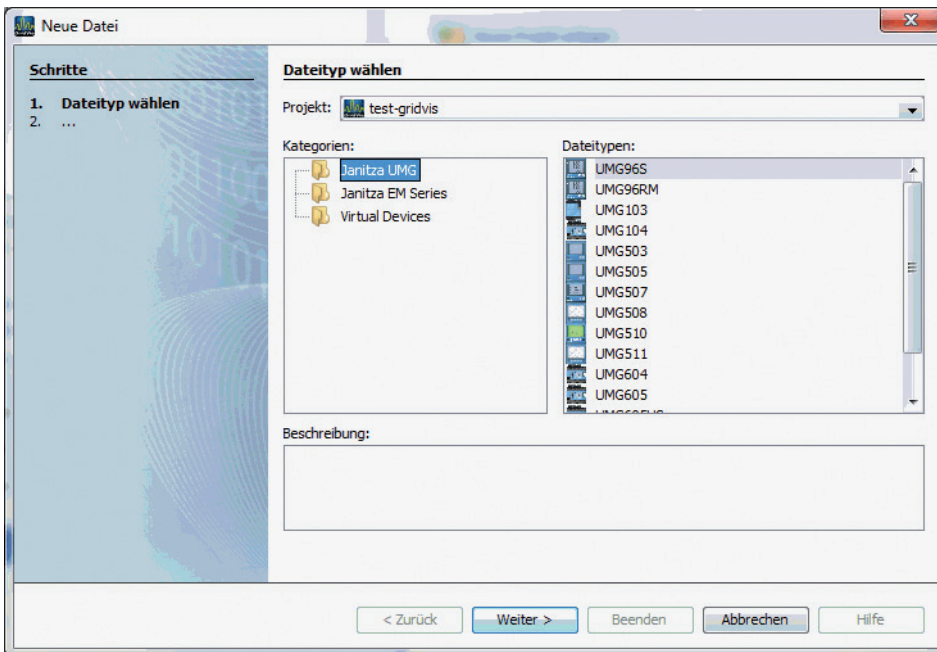 Neue Datei
Schritte
1. Dateityp wählen
2. ...
Dateityp wählen
Projekt: test-gridvis
Kategorien:
Janitza UMG
Janitza EM Series
Virtual Devices
Dateitypen:
UMG96S
UMG96RM
UMG103
UMG104
UMG503
UMG505
UMG507
UMG508
UMG510
UMG511
UMG604
UMG605
Beschreibung:
< Zurück
Weiter >
Beenden
Abbrechen
Hilfe